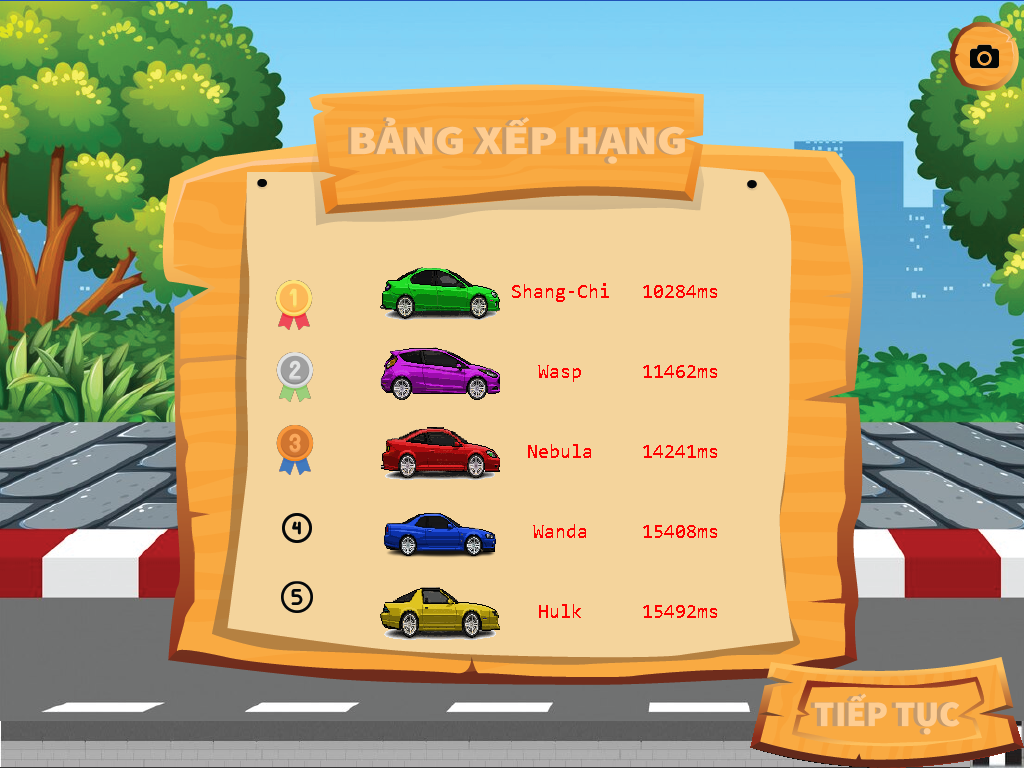 BẢNG XẾP HẠNG
1 Shang-Chi 10284ms
2 Wasp 11462ms
3 Nebula 14241ms
4 Wanda 15408ms
5 Hulk 15492ms
TIẾP TỤC